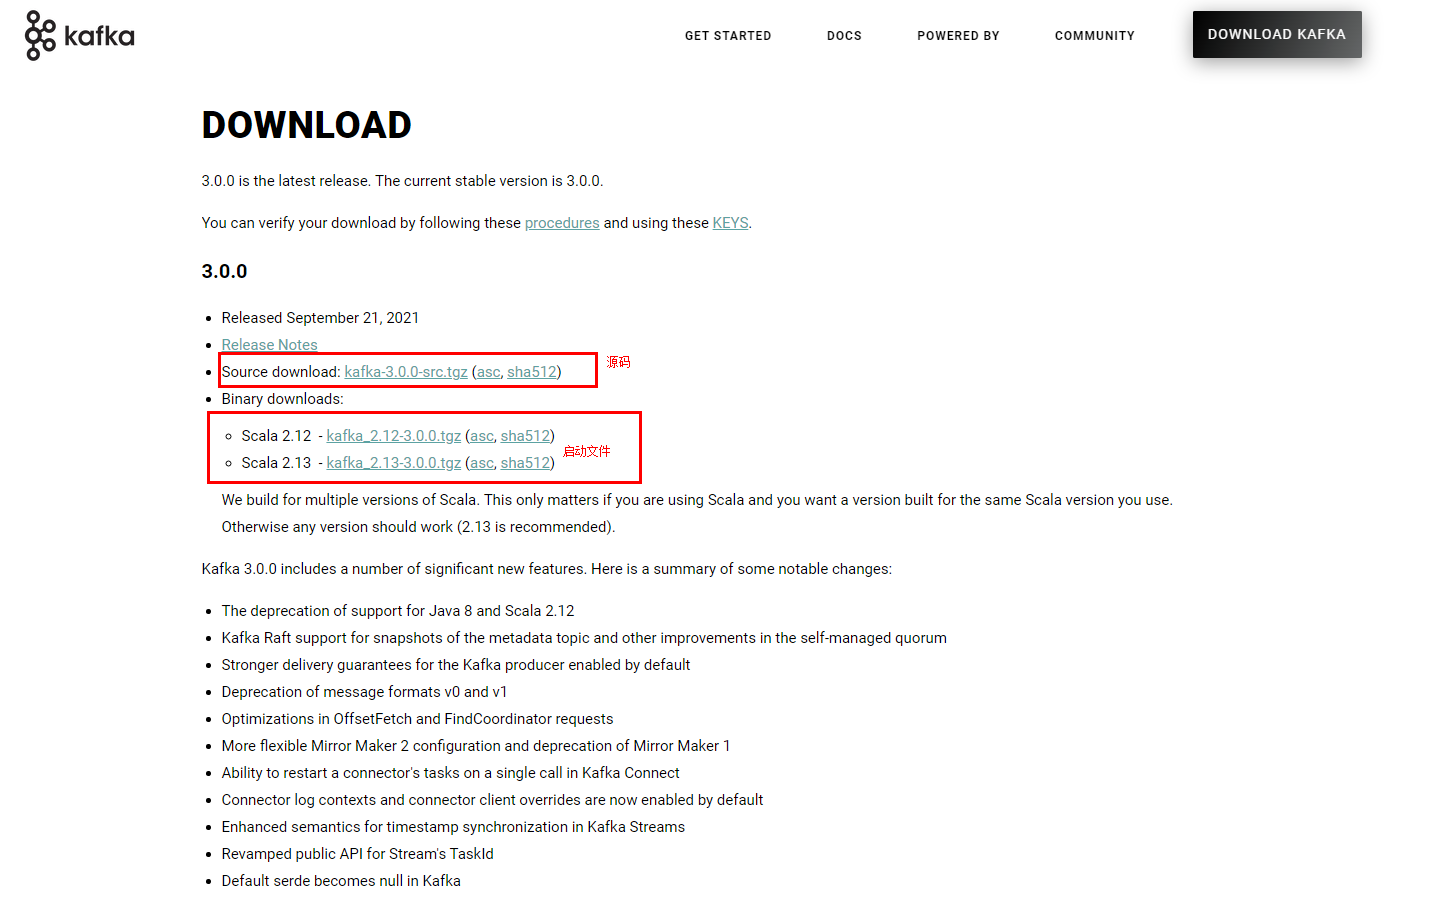 kafka
GET STARTED DOCS POWERED BY COMMUNITY DOWNLOAD KAFKA
DOWNLOAD
3.0.0 is the latest release. The current stable version is 3.0.0.
You can verify your download by following these procedures and using these KEYS.
3.0.0
Released September 21, 2021
Release Notes
源码
Source download: kafka-3.0.0-src.tgz (asc, sha512)
Binary downloads:
Scala 2.12 - kafka_2.12-3.0.0.tgz (asc, sha512)
启动文件
Scala 2.13 - kafka_2.13-3.0.0.tgz (asc, sha512)
We build for multiple versions of Scala. This only matters if you are using Scala and you want a version built for the same Scala version you use.
Otherwise any version should work (2.13 is recommended).
Kafka 3.0.0 includes a number of significant new features. Here is a summary of some notable changes:
The deprecation of support for Java 8 and Scala 2.12
Kafka Raft support for snapshots of the metadata topic and other improvements in the self-managed quorum
Stronger delivery guarantees for the Kafka producer enabled by default
Deprecation of message formats v0 and v1
Optimizations in OffsetFetch and FindCoordinator requests
More flexible Mirror Maker 2 configuration and deprecation of Mirror Maker 1
Ability to restart a connector's tasks on a single call in Kafka Connect
Connector log contexts and connector client overrides are now enabled by default
Enhanced semantics for timestamp synchronization in Kafka Streams
Revamped public API for Stream's TaskId
Default serde becomes null in Kafka